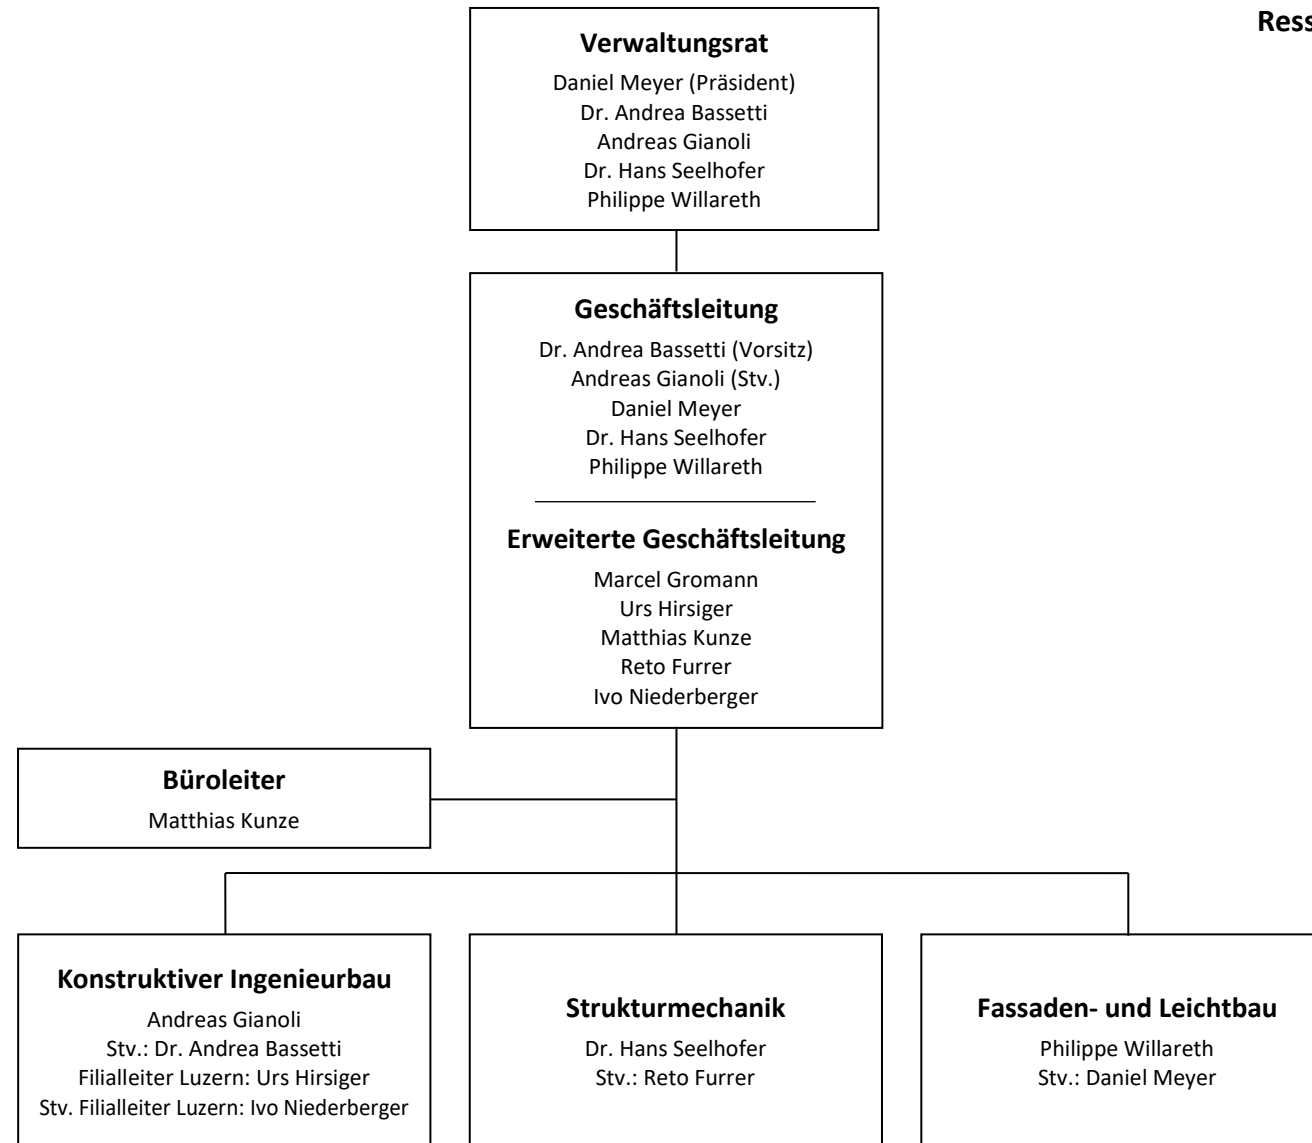 Verwaltungsrat
Daniel Meyer (Präsident)
Dr. Andrea Bassetti
Andreas Gianoli
Dr. Hans Seelhofer
Philippe Willareth
Geschäftsleitung
Dr. Andrea Bassetti (Vorsitz)
Andreas Gianoli (Stv.)
Daniel Meyer
Dr. Hans Seelhofer
Philippe Willareth
Erweiterte Geschäftsleitung
Marcel Gromann
Urs Hirsiger
Matthias Kunze
Reto Furrer
Ivo Niederberger
Büroleiter
Matthias Kunze
Konstruktiver Ingenieurbau
Andreas Gianoli
Stv.: Dr. Andrea Bassetti
Filialleiter Luzern: Urs Hirsiger
Stv. Filialleiter Luzern: Ivo Niederberger
Strukturmechanik
Dr. Hans Seelhofer
Stv.: Reto Furrer
Fassaden- und Leichtbau
Philippe Willareth
Stv.: Daniel Meyer